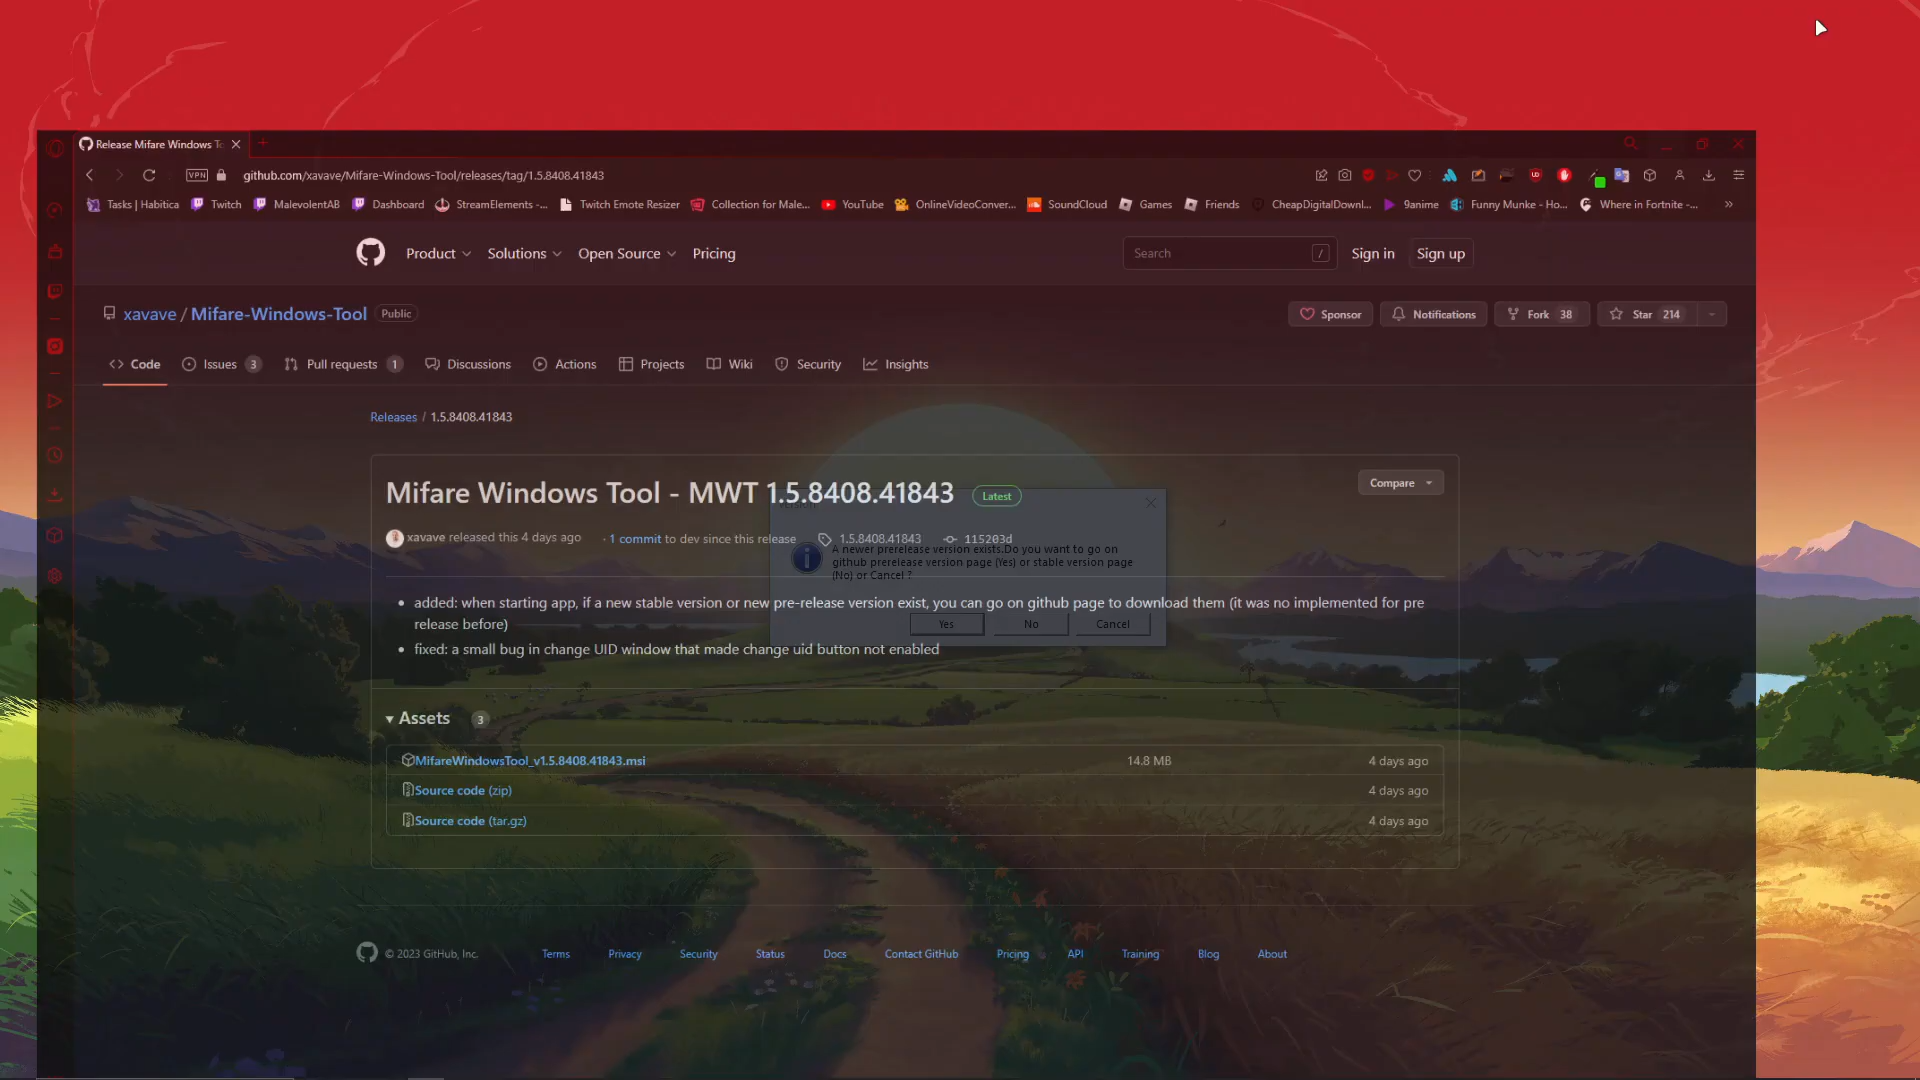 Release Mifare Windows To
VPN
github.com/xavave/Mifare-Windows-Tool/releases/tag/1.5.8408.41843
Tasks | Habitica
Twitch
MalevolentAB
Dashboard
StreamElements -...
Twitch Emote Resizer
Collection for Male...
YouTube
OnlineVideoConver...
SoundCloud
Games
Friends
CheapDigitalDownl...
9anime
Funny Munke - Ho...
Where in Fortnite -...
»
Product
Solutions
Open Source
Pricing
Search
/
Sign in
Sign up
xavave / Mifare-Windows-Tool
Public
Sponsor
Notifications
Fork 38
Star 214
Code
Issues 3
Pull requests 1
Discussions
Actions
Projects
Wiki
Security
Insights
Releases / 1.5.8408.41843
Mifare Windows Tool - MWT 1.5.8408.41843
Latest
Compare
xavave released this 4 days ago
· 1 commit to dev since this release
1.5.8408.41843
115203d
Version
A newer prerelease version exists.Do you want to go on
github prerelease version page (Yes) or stable version page
(No) or Cancel ?
Yes
No
Cancel
• added: when starting app, if a new stable version or new pre-release version exist, you can go on github page to download them (it was no implemented for pre
release before)
• fixed: a small bug in change UID window that made change uid button not enabled
Assets 3
MifareWindowsTool_v1.5.8408.41843.msi
14.8 MB
4 days ago
Source code (zip)
4 days ago
Source code (tar.gz)
4 days ago
© 2023 GitHub, Inc.
Terms
Privacy
Security
Status
Docs
Contact GitHub
Pricing
API
Training
Blog
About